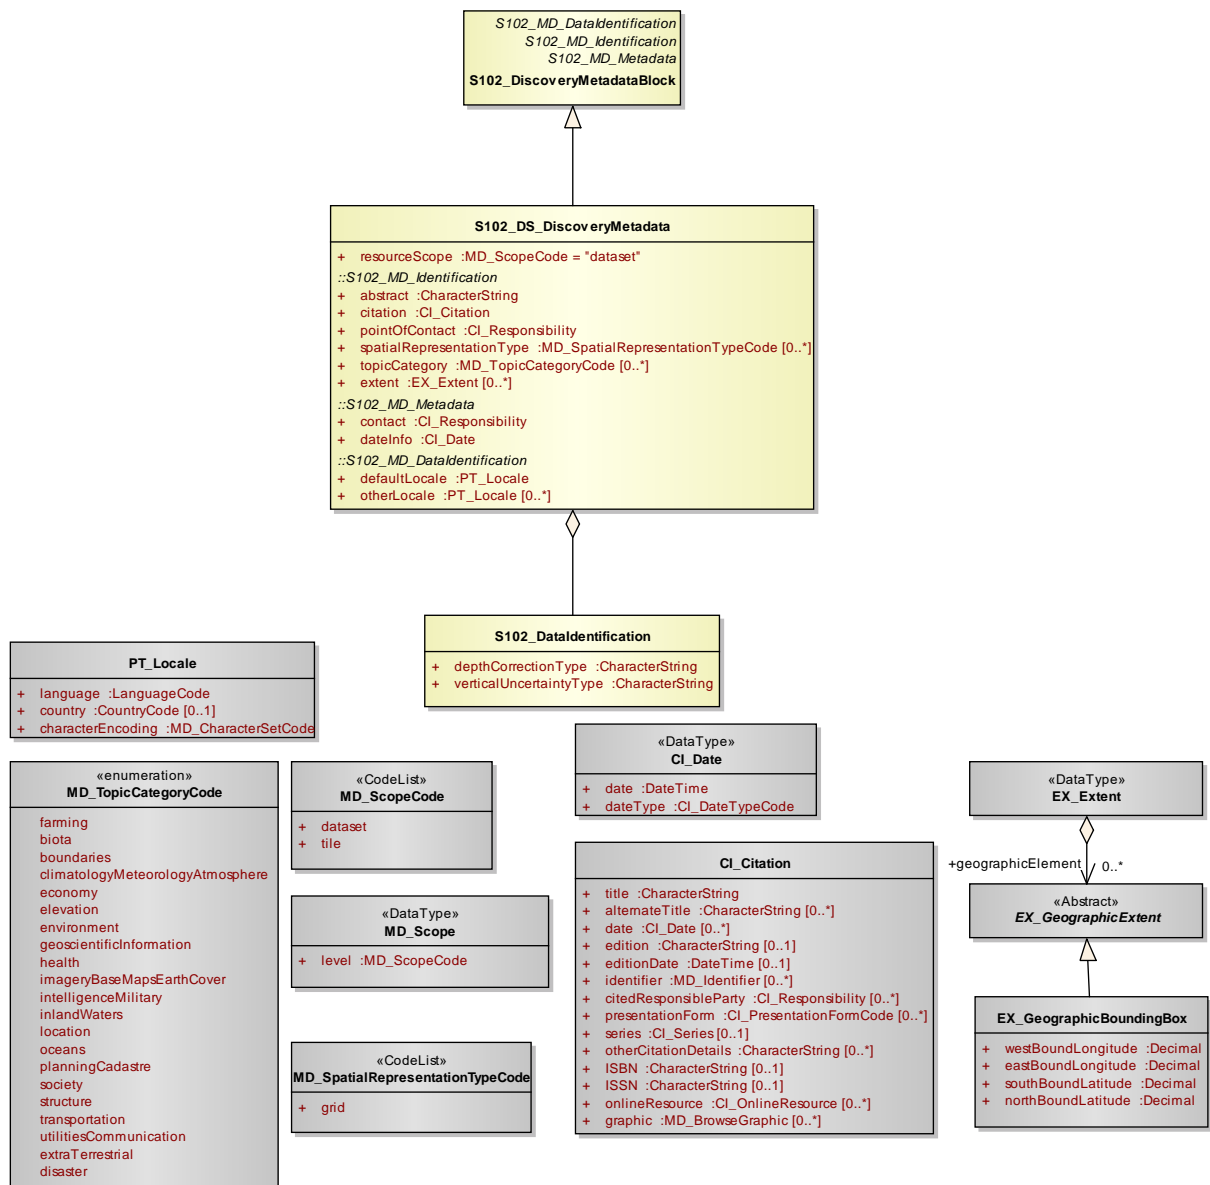 S102_MD_DataIdentification
S102_MD_Identification
S102_MD_Metadata
S102_DiscoveryMetadataBlock
S102_DS_DiscoveryMetadata
+ resourceScope :MD_ScopeCode = "dataset"
::S102_MD_Identification
+ abstract :CharacterString
+ citation :CI_Citation
+ pointOfContact :CI_Responsibility
+ spatialRepresentationType :MD_SpatialRepresentationTypeCode [0..*]
+ topicCategory :MD_TopicCategoryCode [0..*]
+ extent :EX_Extent [0..*]
::S102_MD_Metadata
+ contact :CI_Responsibility
+ dateInfo :CI_Date
::S102_MD_DataIdentification
+ defaultLocale :PT_Locale
+ otherLocale :PT_Locale [0..*]
S102_DataIdentification
+ depthCorrectionType :CharacterString
+ verticalUncertaintyType :CharacterString
PT_Locale
+ language :LanguageCode
+ country :CountryCode [0..1]
+ characterEncoding :MD_CharacterSetCode
«enumeration»
MD_TopicCategoryCode
farming
biota
boundaries
climatologyMeteorologyAtmosphere
economy
elevation
environment
geoscientificInformation
health
imageryBaseMapsEarthCover
intelligenceMilitary
inlandWaters
location
oceans
planningCadastre
society
structure
transportation
utilitiesCommunication
extraTerrestrial
disaster
«CodeList»
MD_ScopeCode
+ dataset
+ tile
«DataType»
MD_Scope
+ level :MD_ScopeCode
«CodeList»
MD_SpatialRepresentationTypeCode
+ grid
«DataType»
CI_Date
+ date :DateTime
+ dateType :CI_DateTypeCode
CI_Citation
+ title :CharacterString
+ alternateTitle :CharacterString [0..*]
+ date :CI_Date [0..*]
+ edition :CharacterString [0..1]
+ editionDate :DateTime [0..1]
+ identifier :MD_Identifier [0..*]
+ citedResponsibleParty :CI_Responsibility [0..*]
+ presentationForm :CI_PresentationFormCode [0..*]
+ series :CI_Series [0..1]
+ otherCitationDetails :CharacterString [0..*]
+ ISBN :CharacterString [0..1]
+ ISSN :CharacterString [0..1]
+ onlineResource :CI_OnlineResource [0..*]
+ graphic :MD_BrowseGraphic [0..*]
«DataType»
EX_Extent
+geographicElement 0..*
«Abstract»
EX_GeographicExtent
EX_GeographicBoundingBox
+ westBoundLongitude :Decimal
+ eastBoundLongitude :Decimal
+ southBoundLatitude :Decimal
+ northBoundLatitude :Decimal